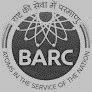 राष्ट्र की सेवा में परमाणु
BARC
ATOMS IN THE SERVICE OF THE NATION